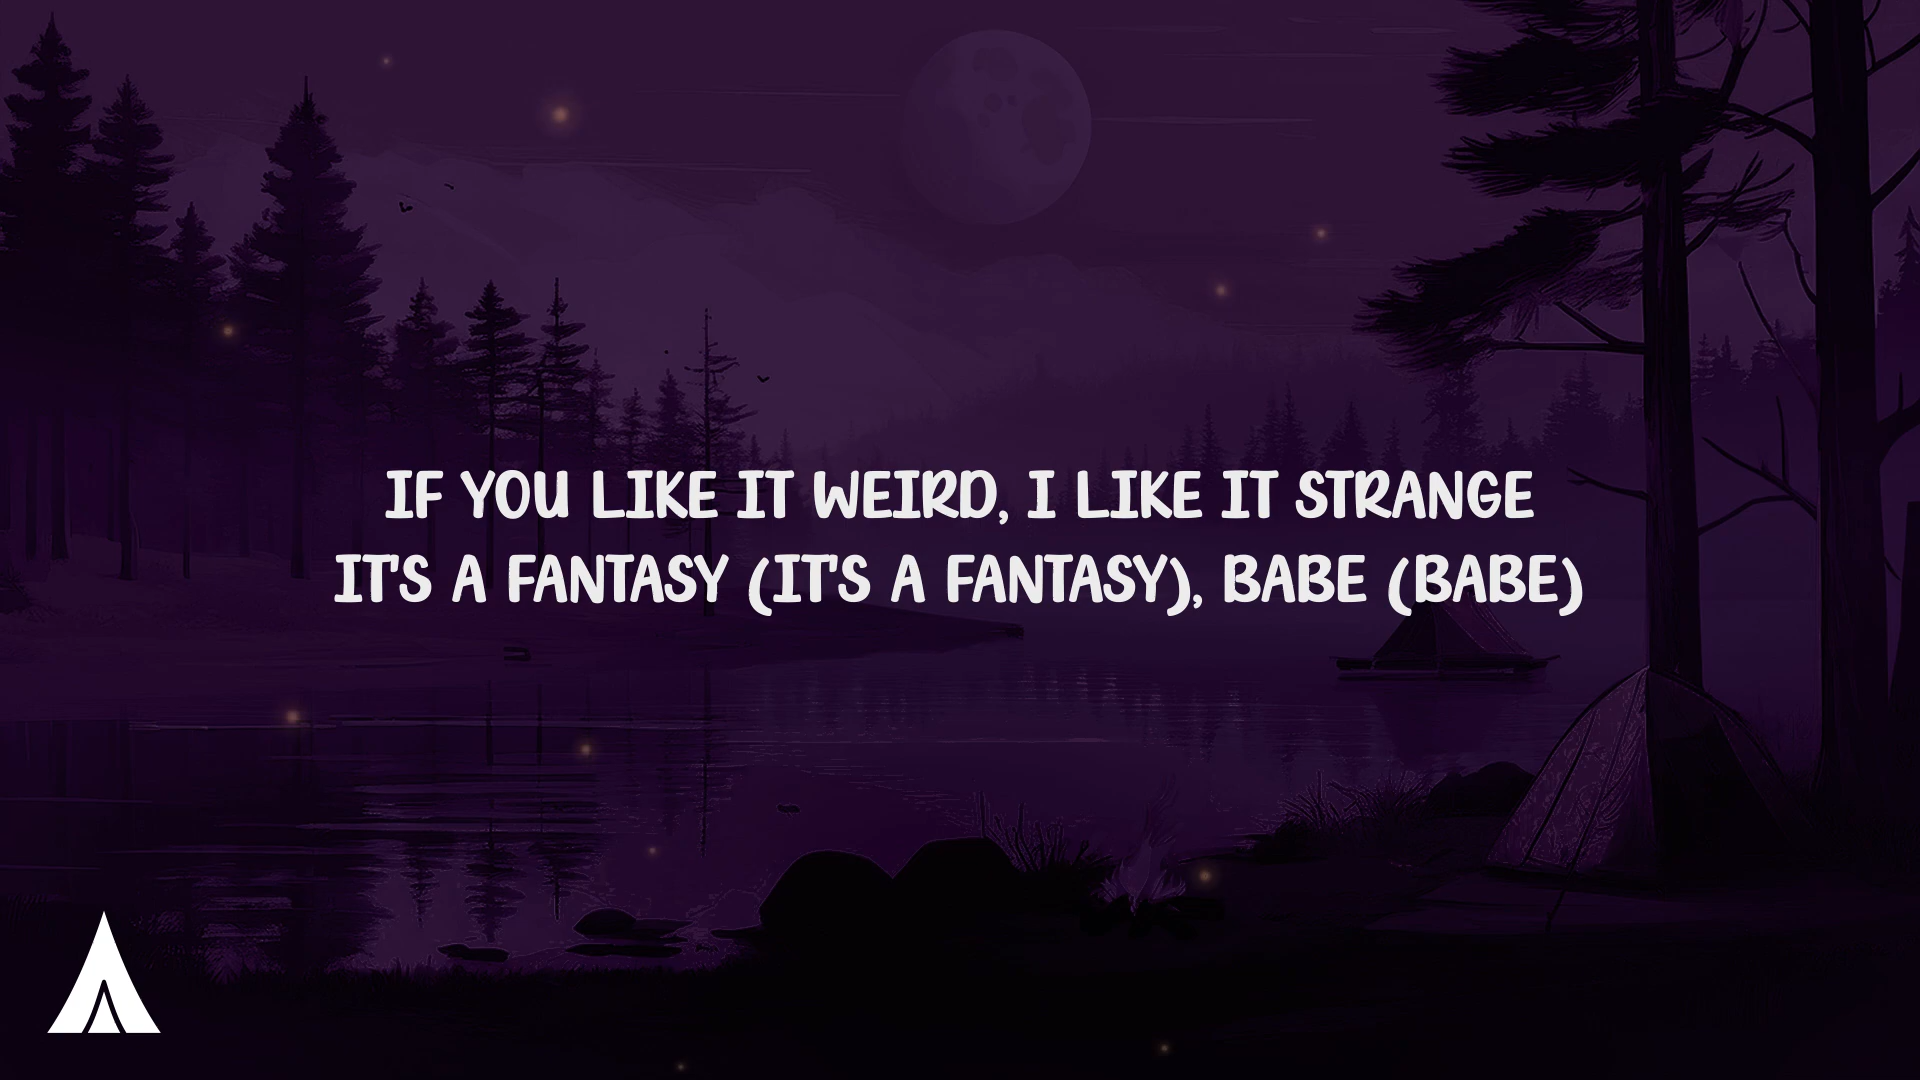 IF YOU LIKE IT WEIRD, I LIKE IT STRANGE
IT'S A FANTASY (IT'S A FANTASY), BABE (BABE)